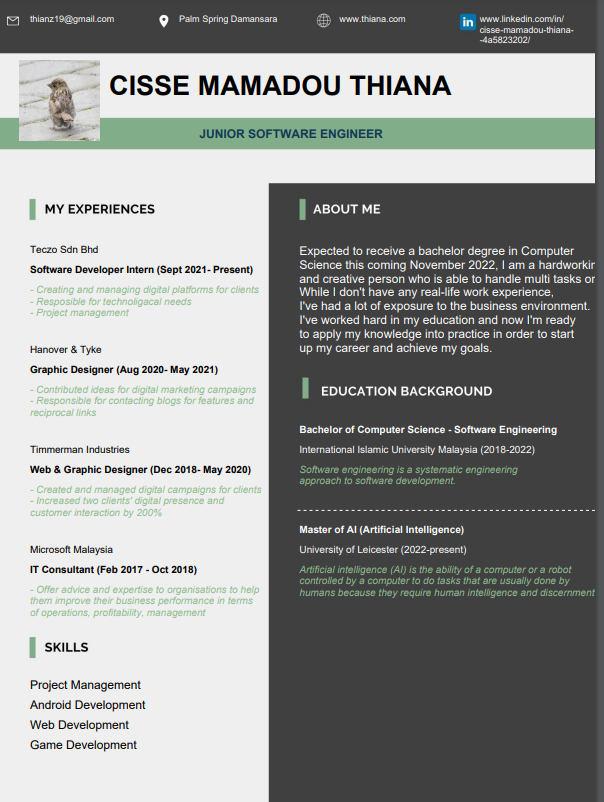 thianz19@gmail.com
Palm Spring Damansara
www.thiana.com
in
www.linkedin.com/in/
cisse-mamadou-thiana-
-4a5823202/
CISSE MAMADOU THIANA
JUNIOR SOFTWARE ENGINEER
MY EXPERIENCES
Teczo Sdn Bhd
Software Developer Intern (Sept 2021- Present)
- Creating and managing digital platforms for clients
- Resposible for technoligacal needs
- Project management
Hanover & Tyke
Graphic Designer (Aug 2020- May 2021)
- Contributed ideas for digital marketing campaigns
- Responsible for contacting blogs for features and
reciprocal links
Timmerman Industries
Web & Graphic Designer (Dec 2018- May 2020)
- Created and managed digital campaigns for clients
- Increased two clients' digital presence and
customer interaction by 200%
Microsoft Malaysia
IT Consultant (Feb 2017 - Oct 2018)
- Offer advice and expertise to organisations to help
them improve their business performance in terms
of operations, profitability, management
SKILLS
Project Management
Android Development
Web Development
Game Development
ABOUT ME
Expected to receive a bachelor degree in Computer
Science this coming November 2022, I am a hardworkin
and creative person who is able to handle multi tasks or
While I don't have any real-life work experience,
I've had a lot of exposure to the business environment.
I've worked hard in my education and now I'm ready
to apply my knowledge into practice in order to start
up my career and achieve my goals.
EDUCATION BACKGROUND
Bachelor of Computer Science - Software Engineering
International Islamic University Malaysia (2018-2022)
Software engineering is a systematic engineering
approach to software development.
Master of AI (Artificial Intelligence)
University of Leicester (2022-present)
Artificial intelligence (AI) is the ability of a computer or a robot
controlled by a computer to do tasks that are usually done by
humans because they require human intelligence and discernment